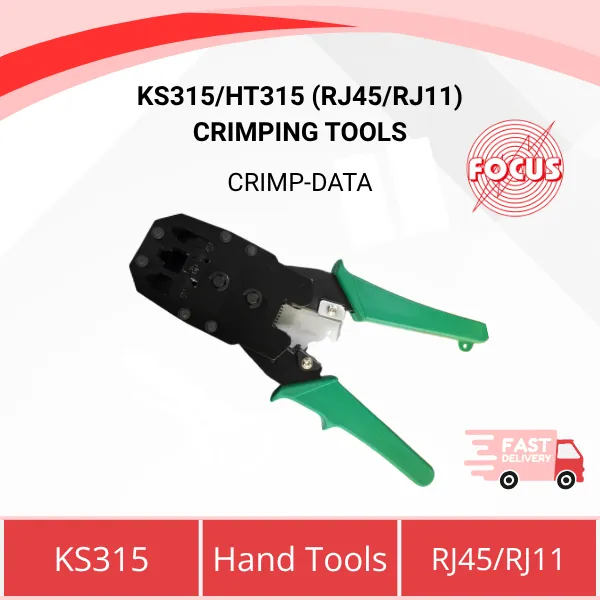 KS315/HT315 (RJ45/RJ11)
CRIMPING TOOLS
CRIMP-DATA
FOCUS
FAST
DELIVERY
KS315
Hand Tools
RJ45/RJ11